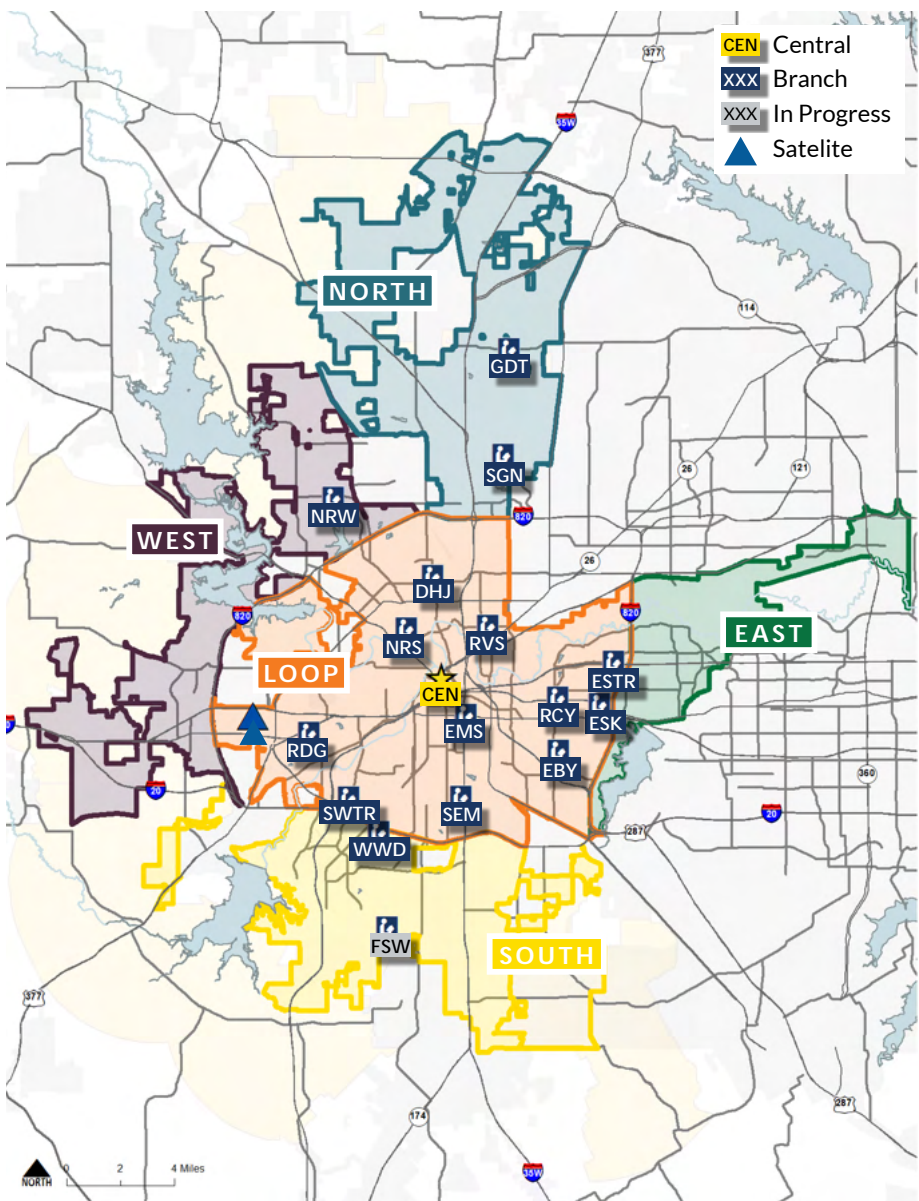 CEN Central
XXX Branch
XXX In Progress
Satelite
377
35W
NORTH
114
GDT
SGN
26
121
NRW
820
WEST
26
DHJ
820
820
NRS
RVS
EAST
LOOP
ESTR
CEN
RCY
ESK
EMS
RDG
EBY
360
20
SWTR
SEM
20
287
WWD
FSW
SOUTH
377
287
174
35W
NORTH
0 2 4 Miles